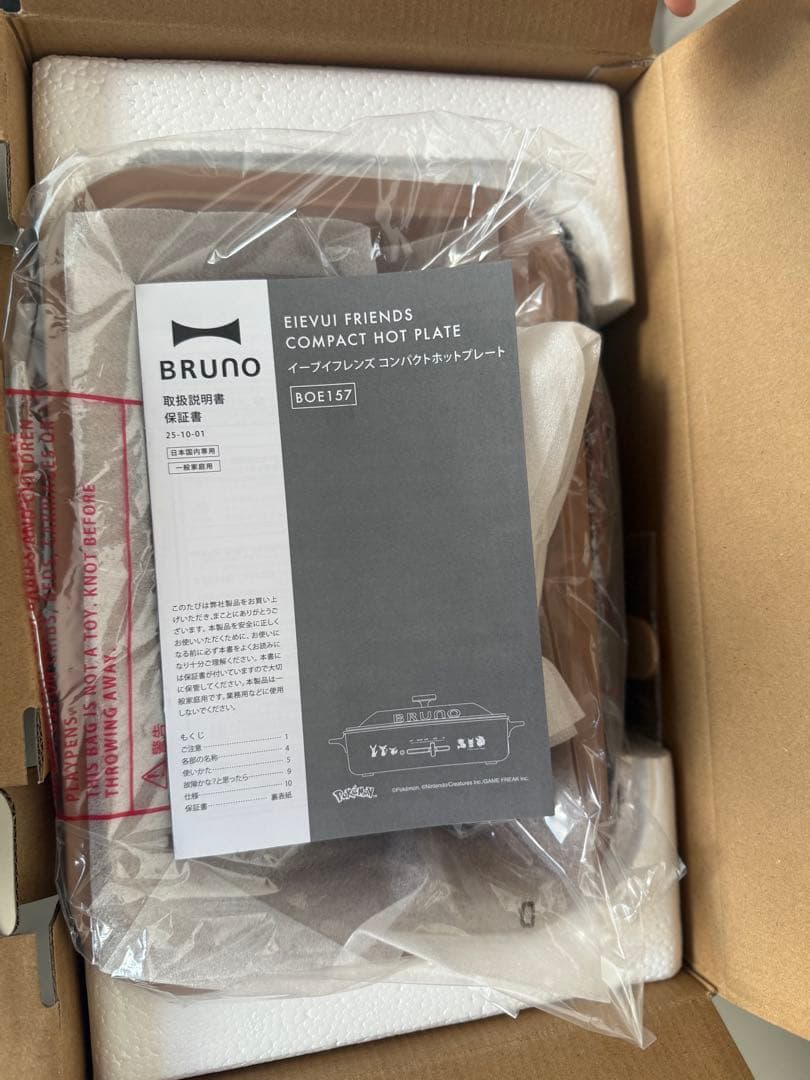 BRUNO
取扱説明書
保証書
25-10-01
日本国内専用
一般家庭用
EIEVUI FRIENDS
COMPACT HOT PLATE
イーブイフレンズ コンパクトホットプレート
BOE157
このたびは弊社製品をお買い上
げいただき、まことにありがとうご
ざいます。本製品を安全に正しく
お使いいただくために、お使いに
なる前に必ず本書をよくお読みに
なり十分ご理解ください。本書に
は保証書が付いていますので大切
に保管してください。本製品は一
般家庭用です。業務用などに使用
しないでください。
もくじ 1
ご注意 4
各部の名称 5
使いかた 9
故障かな?と思ったら 10
仕様
保証書 裏表紙
BRUNO
Pokémon
©Pokémon. ©Nintendo/Creatures Inc./GAME FREAK inc.
PLAYPENS.
THIS BAG IS NOT A TOY. KNOT BEFORE
THROWING AWAY.
警告